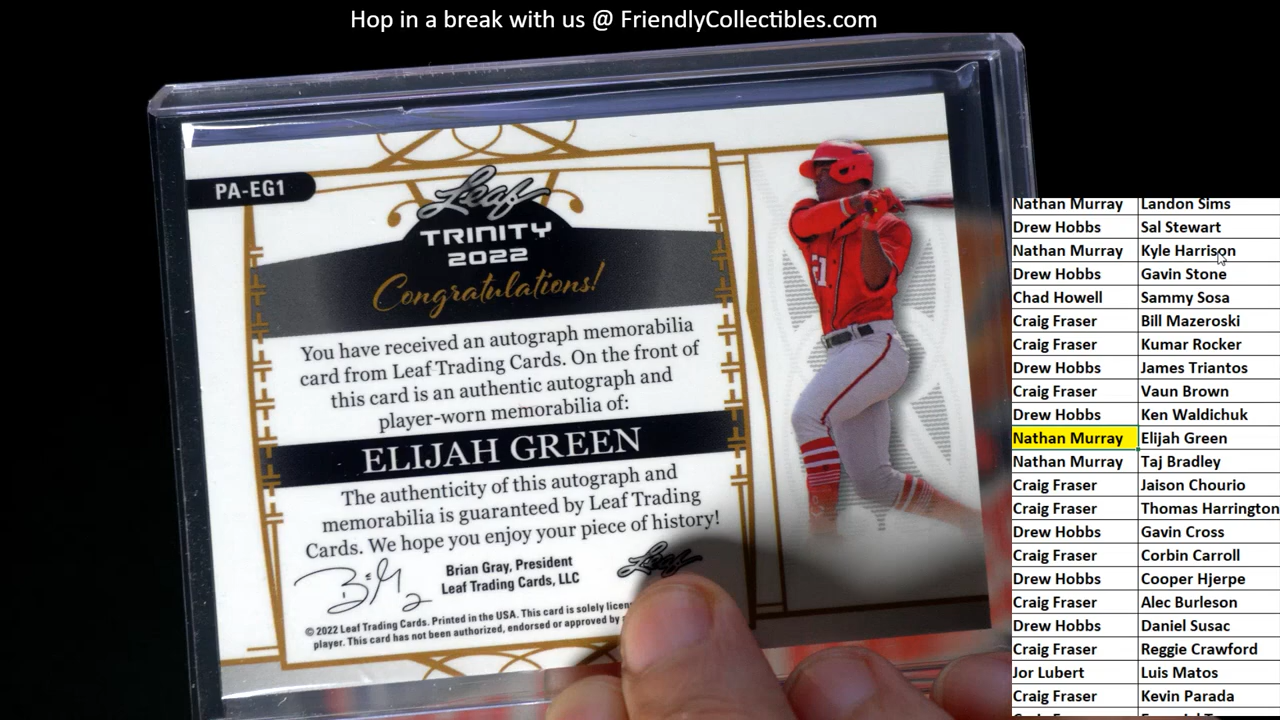 Hop in a break with us @ FriendlyCollectibles.com
PA-EG1
Leaf
TRINITY
2022
Congratulations!
You have received an autograph memorabilia
card from Leaf Trading Cards. On the front of
this card is an authentic autograph and
player-worn memorabilia of:
ELIJAH GREEN
The authenticity of this autograph and
memorabilia is guaranteed by Leaf Trading
Cards. We hope you enjoy your piece of history!
Brian Gray, President
Leaf Trading Cards, LLC
Leaf
© 2022 Leaf Trading Cards. Printed in the USA. This card is solely
player. This card has not been authorized, endorsed or approved by
Nathan Murray Landon Sims
Drew Hobbs Sal Stewart
Nathan Murray Kyle Harrison
Drew Hobbs Gavin Stone
Chad Howell Sammy Sosa
Craig Fraser Bill Mazeroski
Craig Fraser Kumar Rocker
Drew Hobbs James Triantos
Craig Fraser Vaun Brown
Drew Hobbs Ken Waldichuk
Nathan Murray Elijah Green
Nathan Murray Taj Bradley
Craig Fraser Jaison Chourio
Craig Fraser Thomas Harrington
Drew Hobbs Gavin Cross
Craig Fraser Corbin Carroll
Drew Hobbs Cooper Hjerpe
Craig Fraser Alec Burleson
Drew Hobbs Daniel Susac
Craig Fraser Reggie Crawford
Jor Lubert Luis Matos
Craig Fraser Kevin Parada